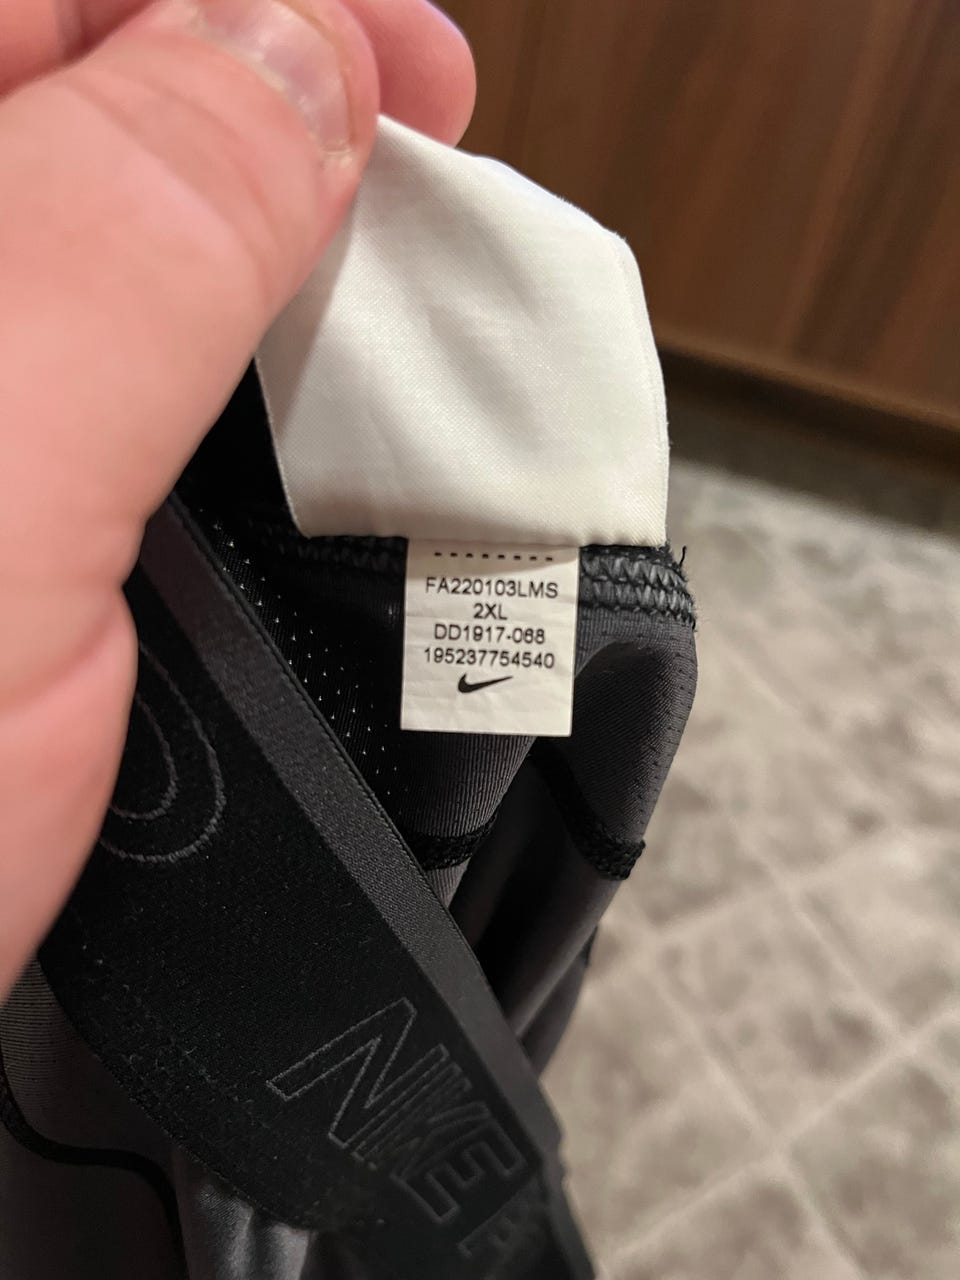 FA220103LMS
2XL
DD1917-068
195237754540
NIKE